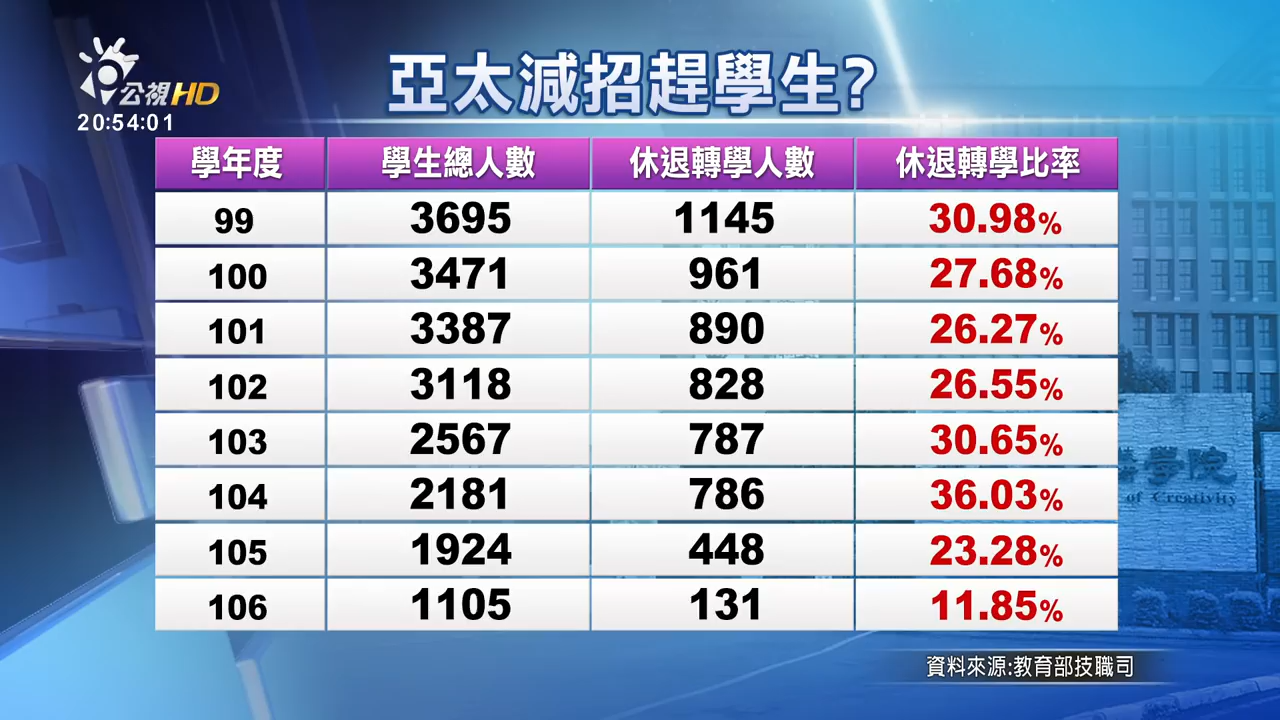 公視HD
20:54:01
亞太減招趕學生?
學年度 學生總人數 休退轉學人數 休退轉學比率
99 3695 1145 30.98%
100 3471 961 27.68%
101 3387 890 26.27%
102 3118 828 26.55%
103 2567 787 30.65%
104 2181 786 36.03%
105 1924 448 23.28%
106 1105 131 11.85%
學院
of Creativity
資料來源:教育部技職司